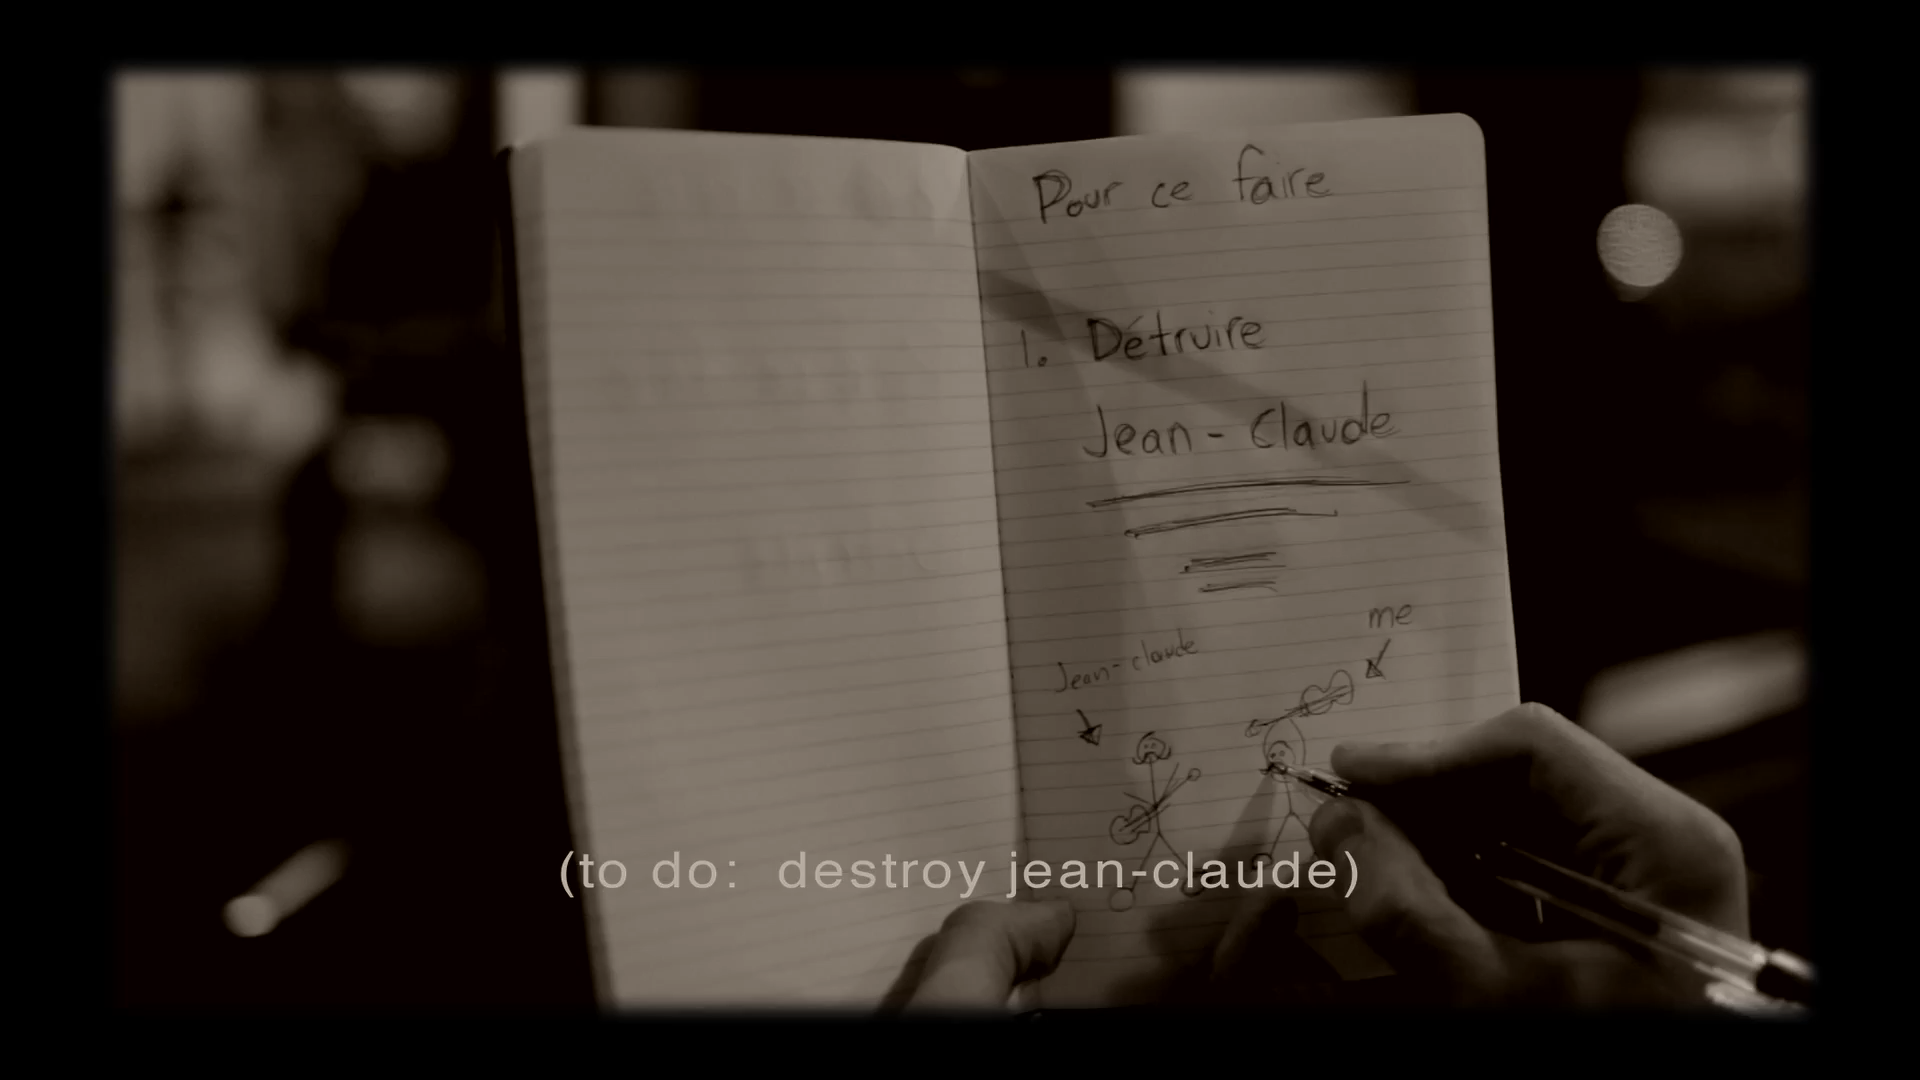 Pour ce faire
1. Détruire
Jean-Claude
me
Jean-claude
(to do: destroy jean-claude)